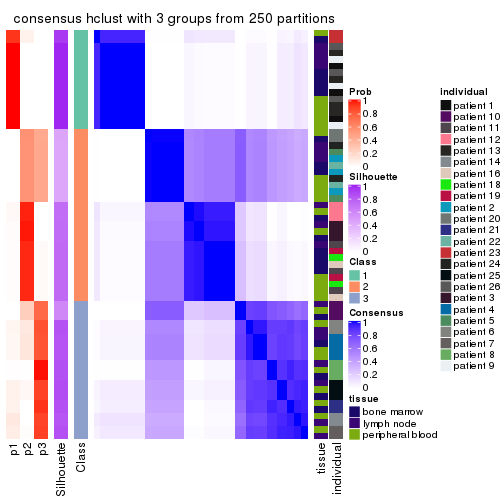 consensus hclust with 3 groups from 250 partitions
Prob
1
0.8
0.6
0.4
0.2
0
Silhouette
1
0.8
0.6
0.4
0.2
0
Class
1
2
3
Consensus
1
0.8
0.6
0.4
0.2
0
tissue
bone marrow
lymph node
peripheral blood
individual
patient 1
patient 10
patient 11
patient 12
patient 13
patient 14
patient 16
patient 18
patient 19
patient 2
patient 20
patient 21
patient 22
patient 23
patient 24
patient 25
patient 26
patient 3
patient 4
patient 5
patient 6
patient 7
patient 8
patient 9
p1
p2
p3
Silhouette
Class
tissue
individual